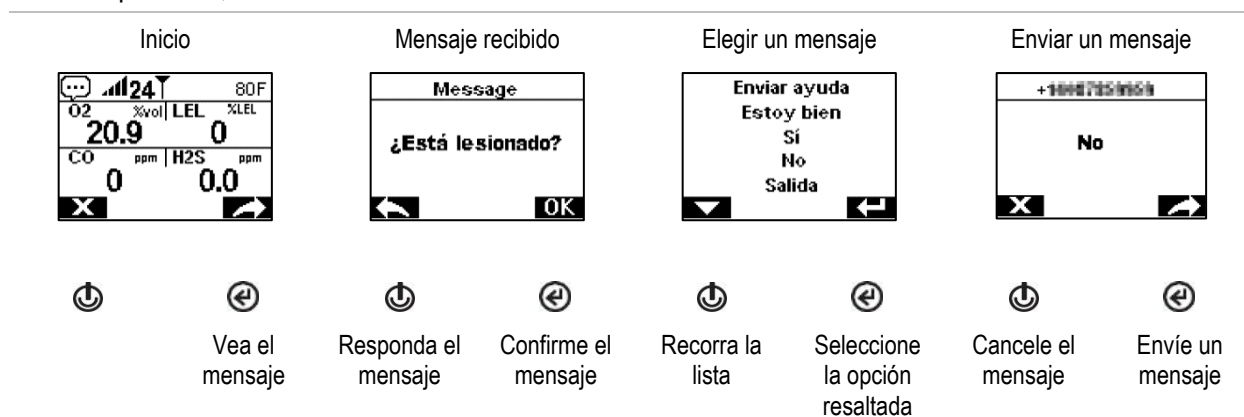 Inicio
Mensaje recibido
Elegir un mensaje
Enviar un mensaje
24 80F
O2 %vol LEL %LEL
20.9 0
CO ppm H2S ppm
0 0.0
X
Message
¿Está lesionado?
OK
Enviar ayuda
Estoy bien
Sí
No
Salida
No
X
Vea el
mensaje
Responda el
mensaje
Confirme el
mensaje
Recorra la
lista
Seleccione
la opción
resaltada
Cancele el
mensaje
Envíe un
mensaje